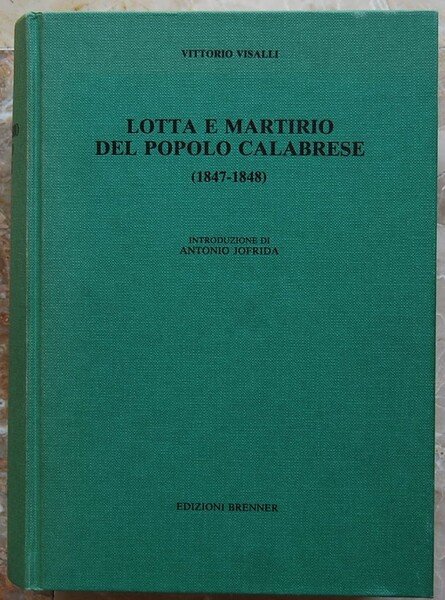 VITTORIO VISALLI
LOTTA E MARTIRIO
DEL POPOLO CALABRESE
(1847-1848)
INTRODUZIONE DI
ANTONIO JOFRIDA
EDIZIONI BRENNER